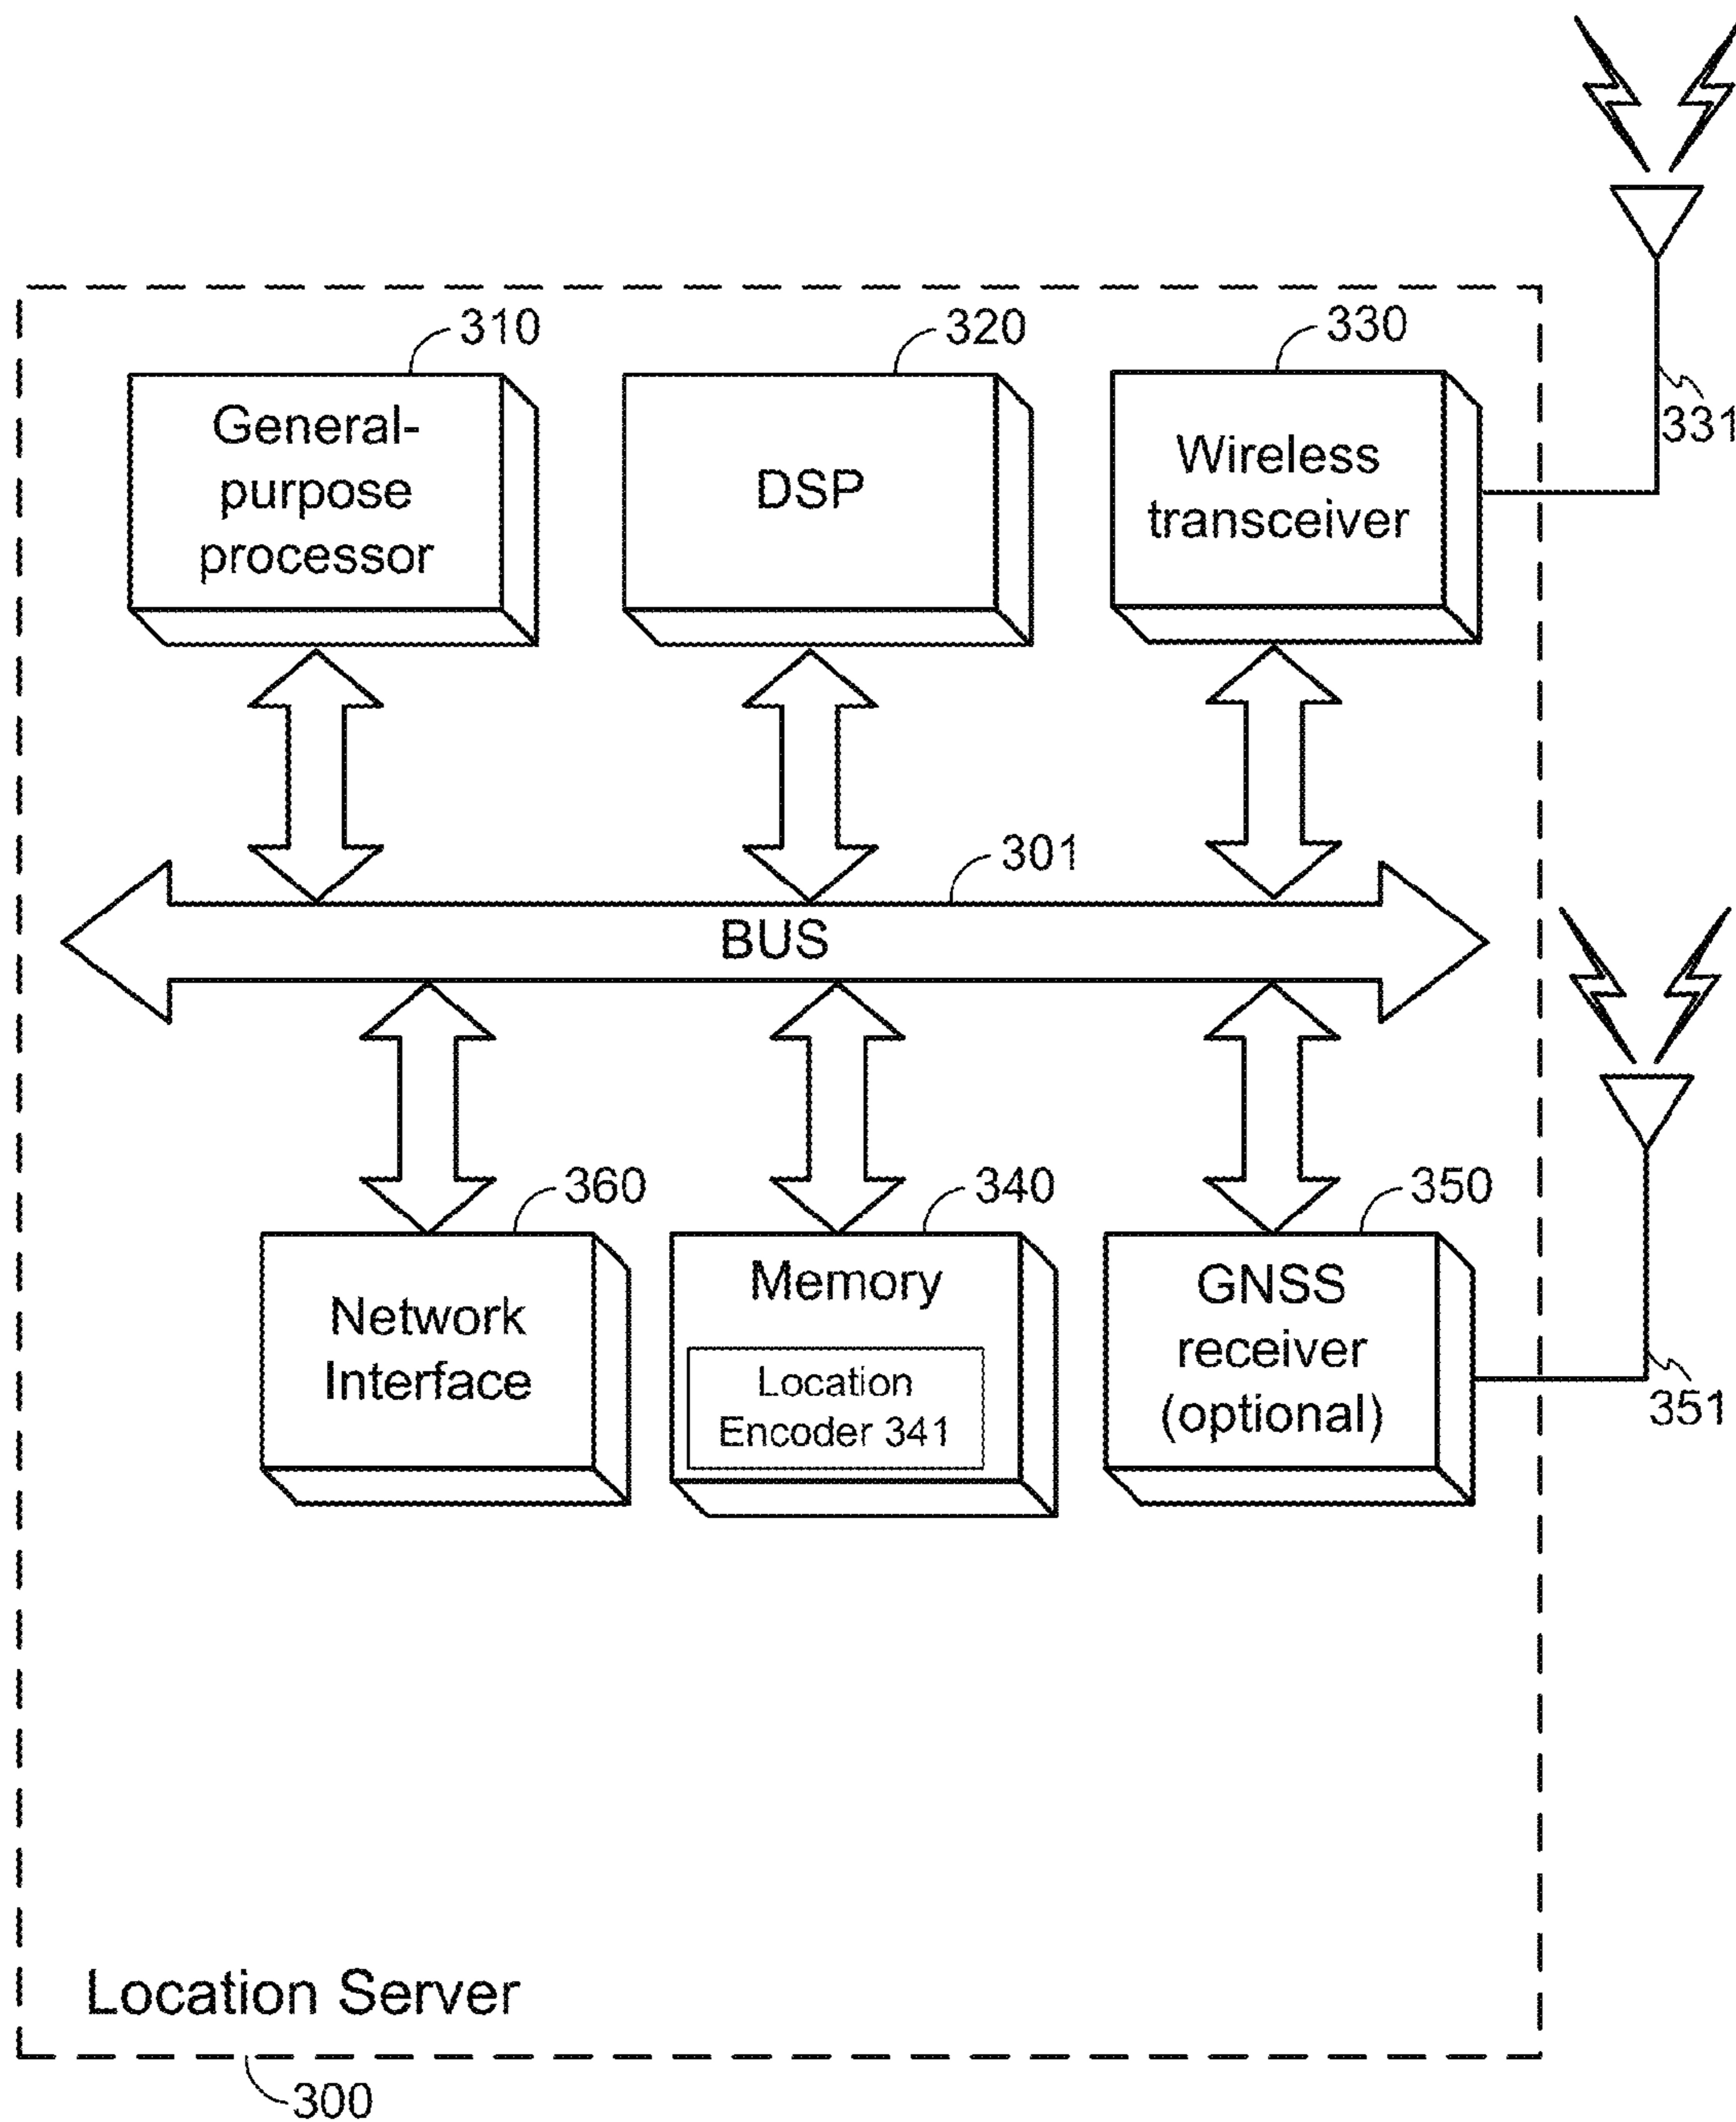 310
320
330
General-
purpose
processor
DSP
Wireless
transceiver
331
301
BUS
360
340
350
Network
Interface
Memory
Location
Encoder 341
GNSS
receiver
(optional)
351
Location Server
300